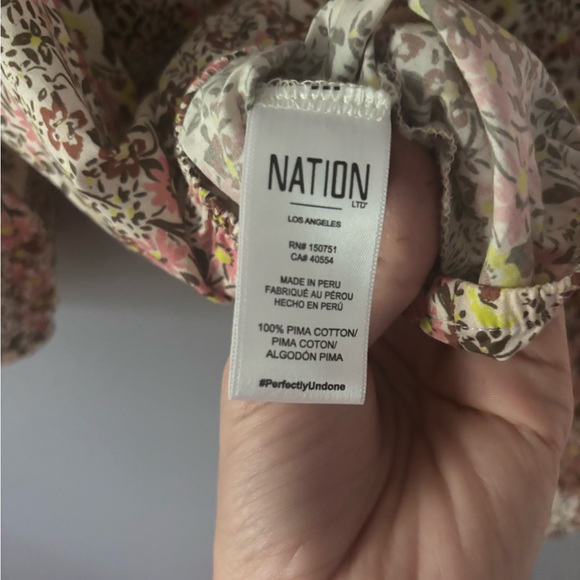 NATION
LTD®
LOS ANGELES
RN# 150751
CA# 40554
MADE IN PERU
FABRIQUÉ AU PÉROU
HECHO EN PERÚ
100% PIMA COTTON/
PIMA COTON/
ALGODÓN PIMA
#PerfectlyUndone